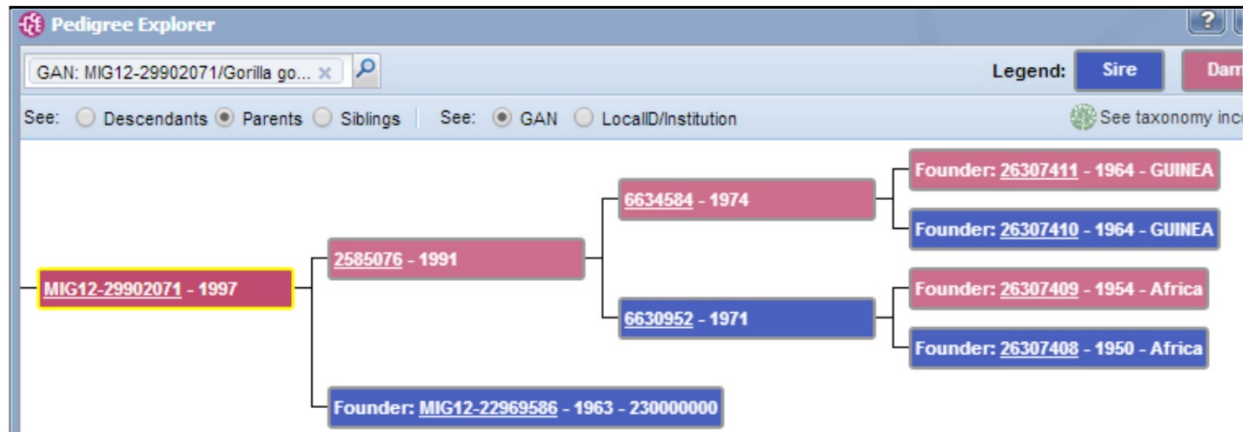 Pedigree Explorer
?
GAN: MIG12-29902071/Gorilla go... ×
Legend: Sire Dam
See: Descendants Parents Siblings See: GAN LocalID/Institution See taxonomy inc
Founder: 26307411 - 1964 - GUINEA
6634584 - 1974
Founder: 26307410 - 1964 - GUINEA
2585076 - 1991
MIG12-29902071 - 1997
Founder: 26307409 - 1954 - Africa
6630952 - 1971
Founder: 26307408 - 1950 - Africa
Founder: MIG12-22969586 - 1963 - 230000000